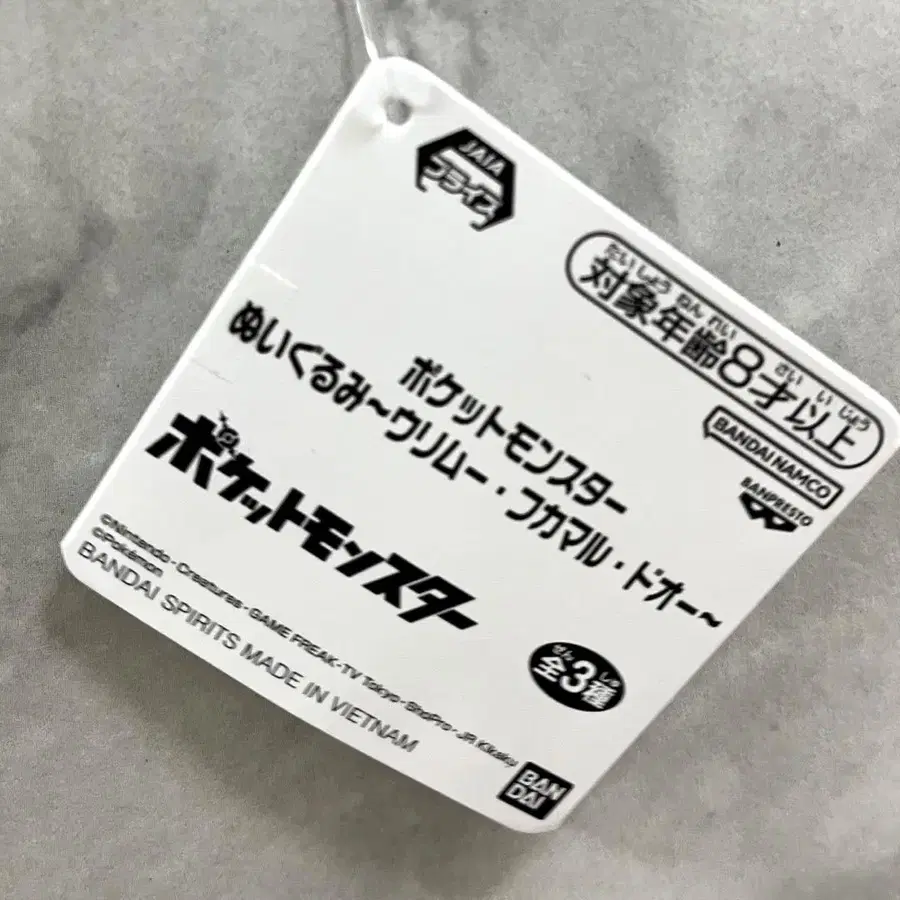 JAIA
プライズ
たいしょうねんれい さいいじょう
対象年齢8才以上
BANDAI NAMCO
BANPRESTO
ポケットモンスター
ぬいぐるみ〜ウリムー・フカマル・ドオー〜
ポケットモンスター
ぜん しゅ
全3種
©Nintendo・Creatures・GAME FREAK・TV Tokyo・ShoPro・JR Kikaku
©Pokémon
BANDAI SPIRITS MADE IN VIETNAM
BAN
DAI